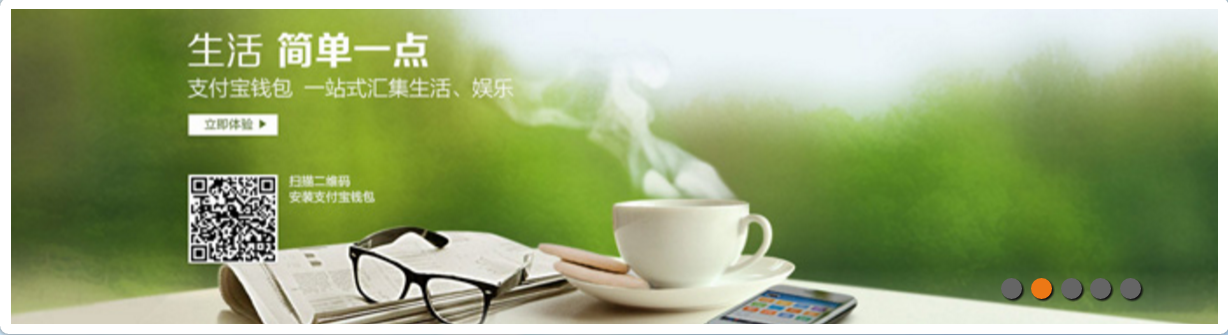 生活 简单一点
支付宝钱包 一站式汇集生活、娱乐
立即体验
扫描二维码
安装支付宝钱包